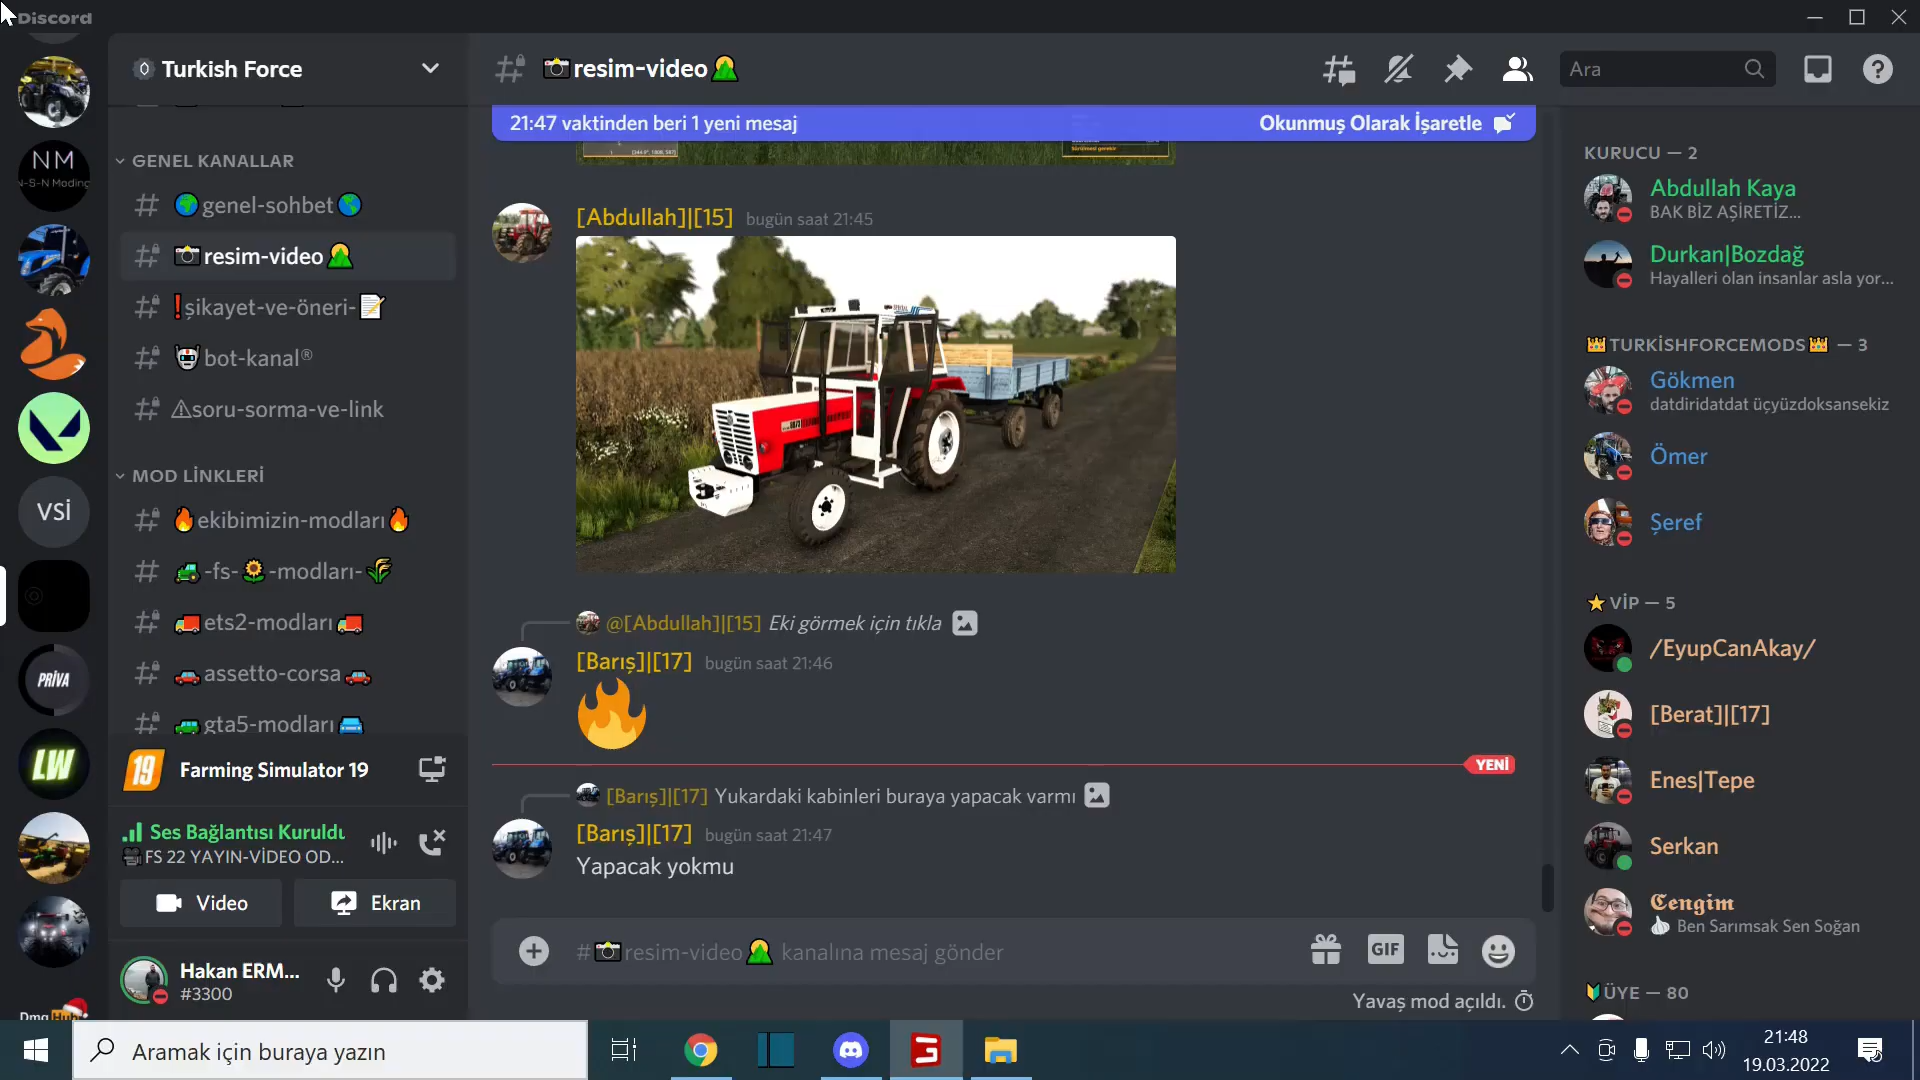 Discord
Turkish Force
resim-video
Ara
21:47 vaktinden beri 1 yeni mesaj
Okunmuş Olarak İşaretle
NM
N-S-N Moding
VSİ
PRİVA
LW
GENEL KANALLAR
genel-sohbet
resim-video
şikayet-ve-öneri-
bot-kanal®
soru-sorma-ve-link
MOD LİNKLERİ
ekibimizin-modları
-fs-🌻-modları-
ets2-modları
assetto-corsa
gta5-modları
19 Farming Simulator 19
Ses Bağlantısı Kuruldu
FS 22 YAYIN-VİDEO OD...
Video
Ekran
Hakan ERM...
#3300
[Abdullah]|[15] bugün saat 21:45
@[Abdullah]|[15] Eki görmek için tıkla
[Barış]|[17] bugün saat 21:46
YENİ
[Barış]|[17] Yukardaki kabinleri buraya yapacak varmı
[Barış]|[17] bugün saat 21:47
Yapacak yokmu
#resim-video kanalına mesaj gönder
GIF
Yavaş mod açıldı.
KURUCU — 2
Abdullah Kaya
BAK BİZ AŞİRETİZ...
Durkan|Bozdağ
Hayalleri olan insanlar asla yor...
TURKİSHFORCEMODS — 3
Gökmen
datdiridatdat üçyüzdoksansekiz
Ömer
Şeref
VİP — 5
/EyupCanAkay/
[Berat]|[17]
Enes|Tepe
Serkan
Cengim
Ben Sarımsak Sen Soğan
ÜYE — 80
Aramak için buraya yazın
21:48
19.03.2022